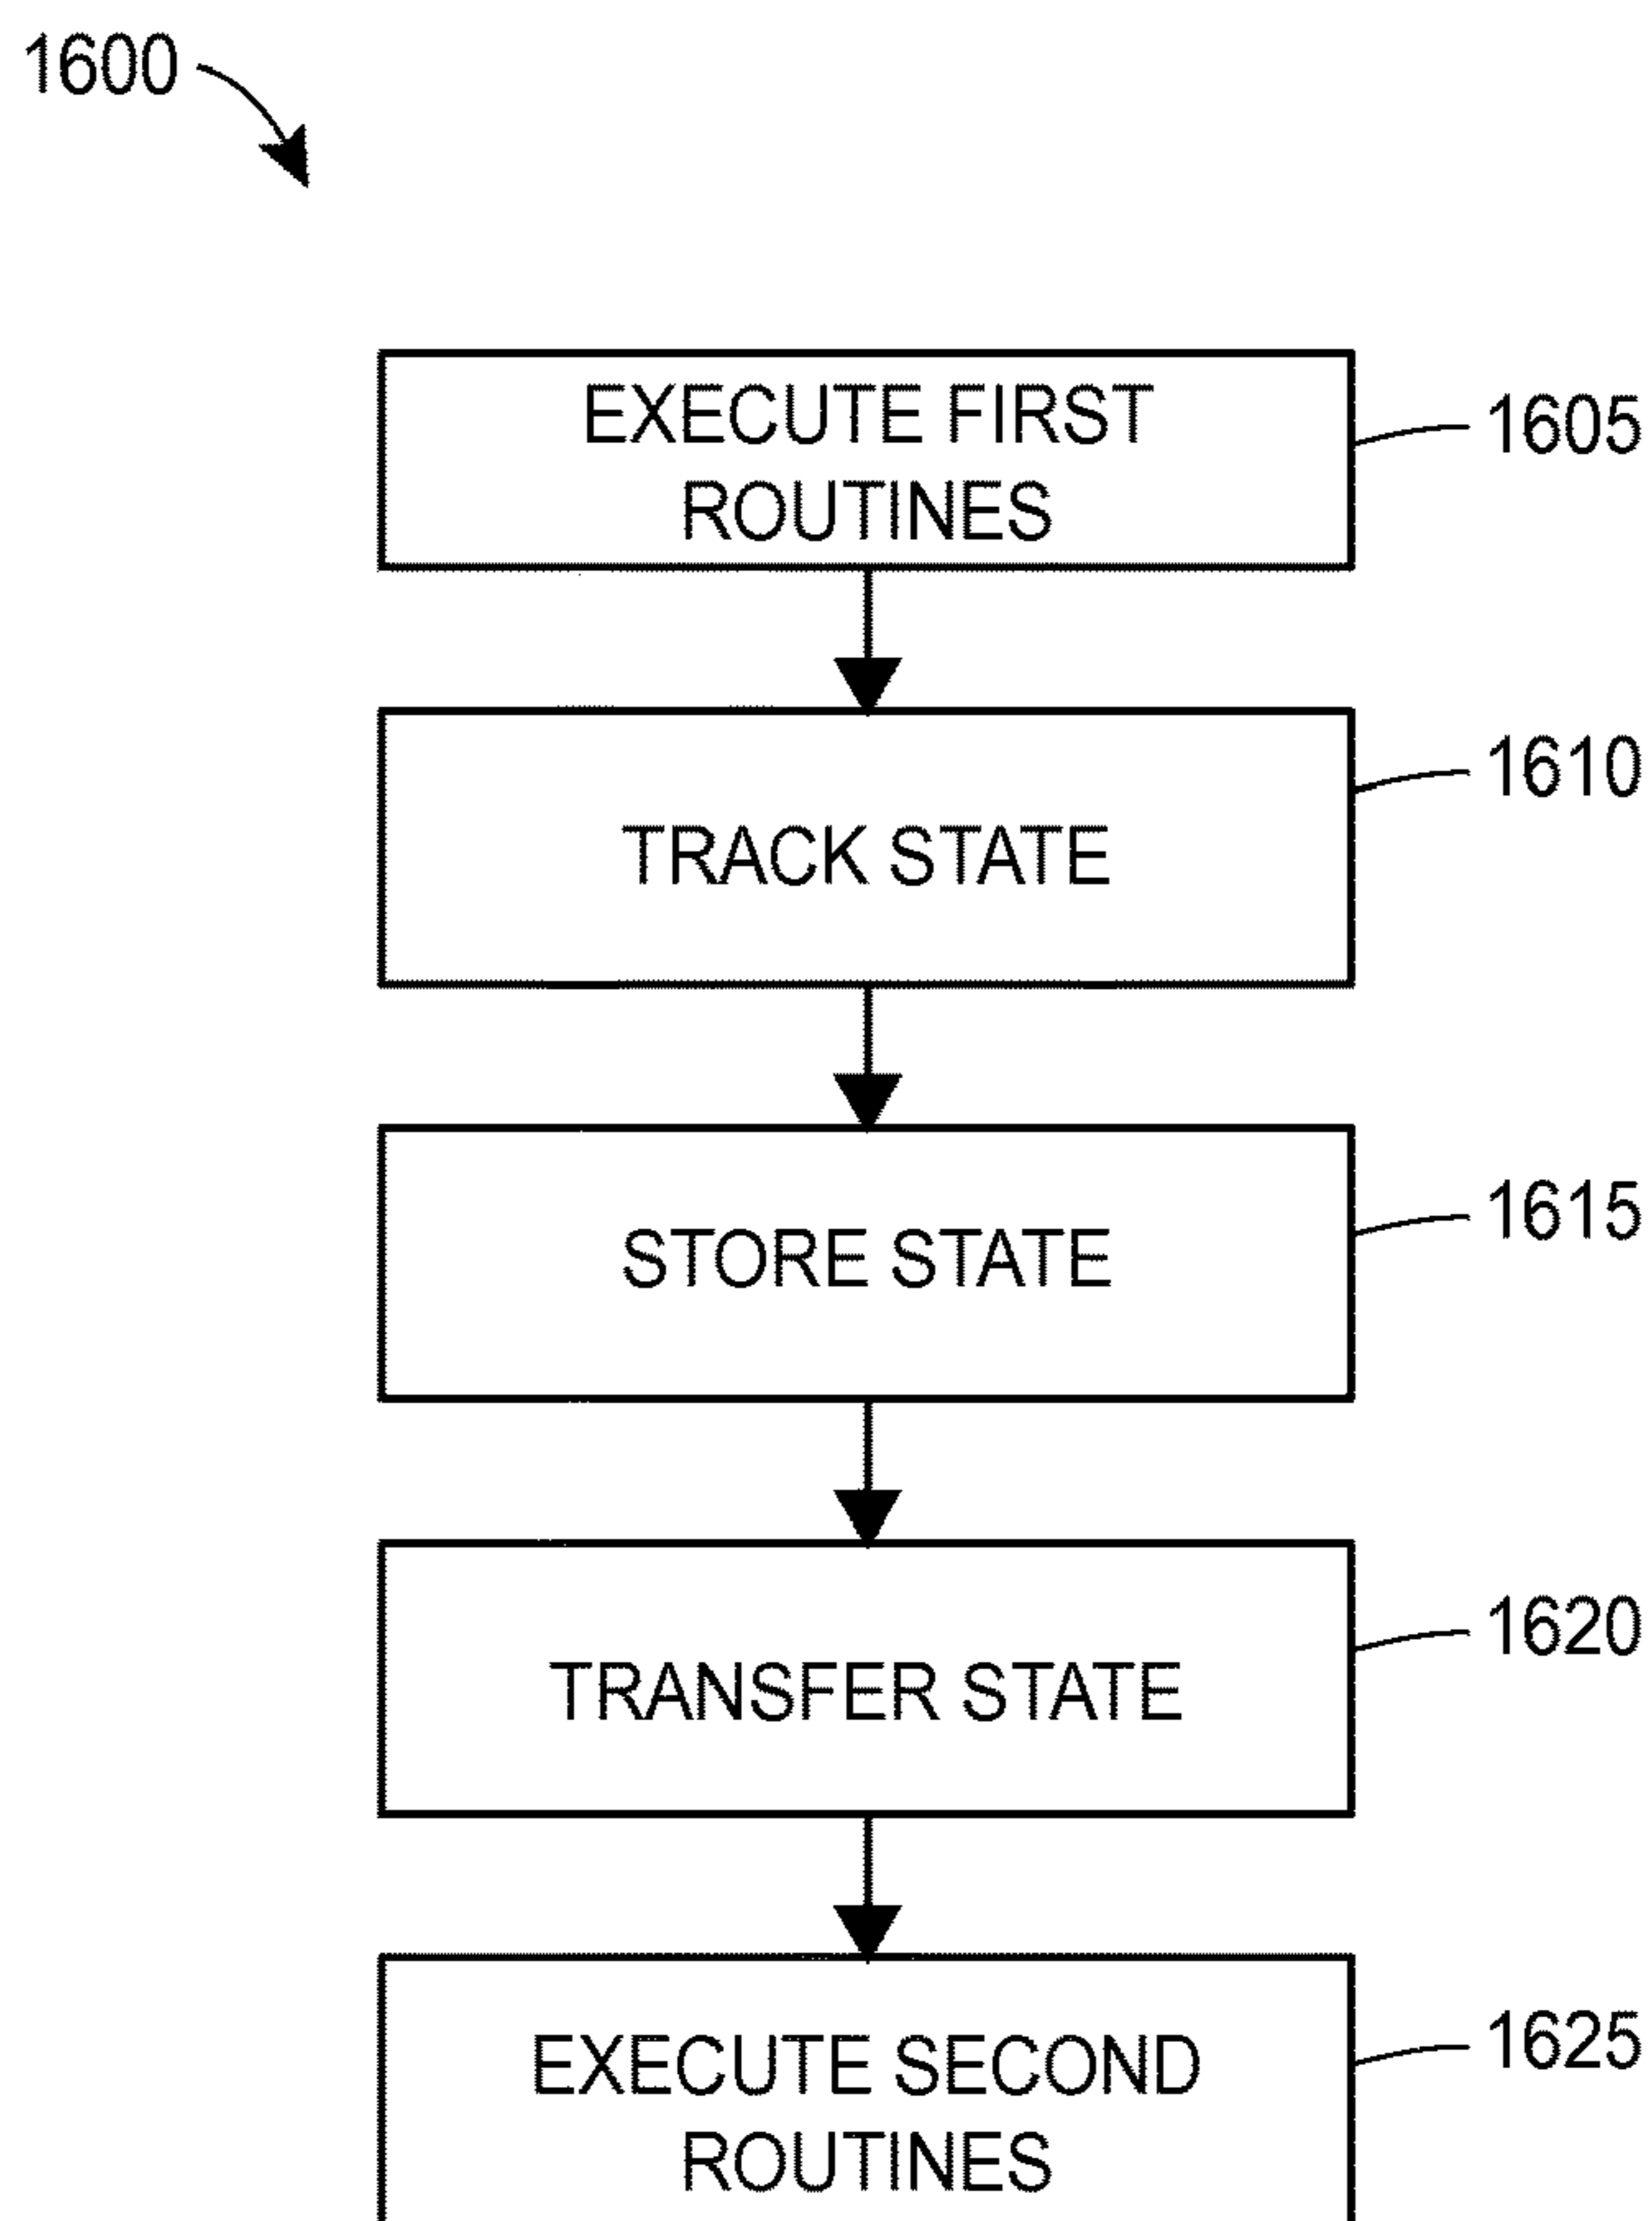 1600
EXECUTE FIRST
ROUTINES
1605
TRACK STATE
1610
STORE STATE
1615
TRANSFER STATE
1620
EXECUTE SECOND
ROUTINES
1625